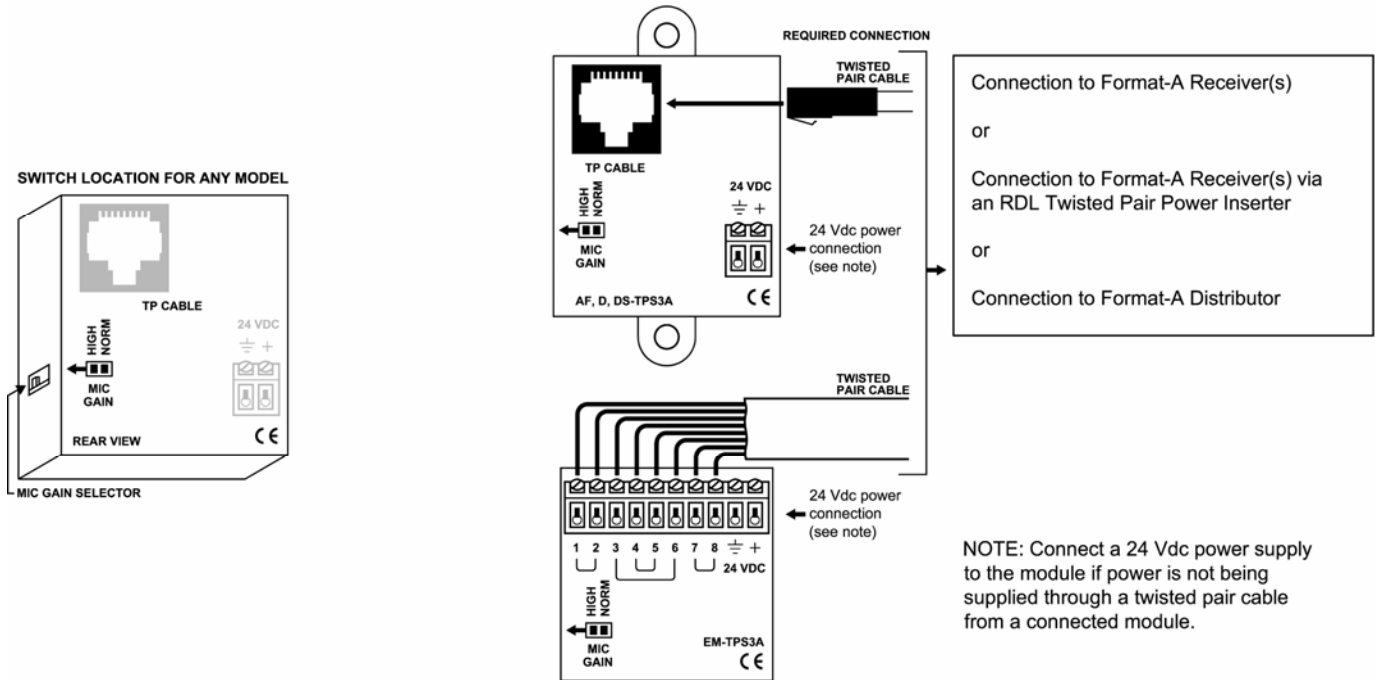 SWITCH LOCATION FOR ANY MODEL
TP CABLE
HIGH
NORM
MIC
GAIN
24 VDC
+
REAR VIEW
CE
MIC GAIN SELECTOR
REQUIRED CONNECTION
TWISTED
PAIR CABLE
TP CABLE
HIGH
NORM
MIC
GAIN
24 VDC
+
24 Vdc power
connection
(see note)
AF, D, DS-TPS3A
CE
TWISTED
PAIR CABLE
24 Vdc power
connection
(see note)
1 2 3 4 5 6 7 8 +
24 VDC
HIGH
NORM
MIC
GAIN
EM-TPS3A
CE
Connection to Format-A Receiver(s)
or
Connection to Format-A Receiver(s) via
an RDL Twisted Pair Power Inserter
or
Connection to Format-A Distributor
NOTE: Connect a 24 Vdc power supply
to the module if power is not being
supplied through a twisted pair cable
from a connected module.